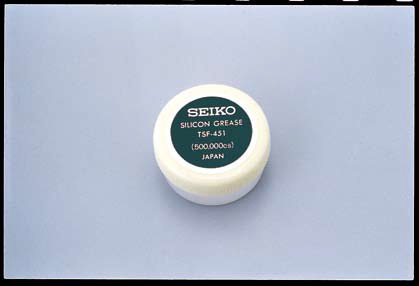 SEIKO
SILICON GREASE
TSF-451
(500,000cs)
JAPAN